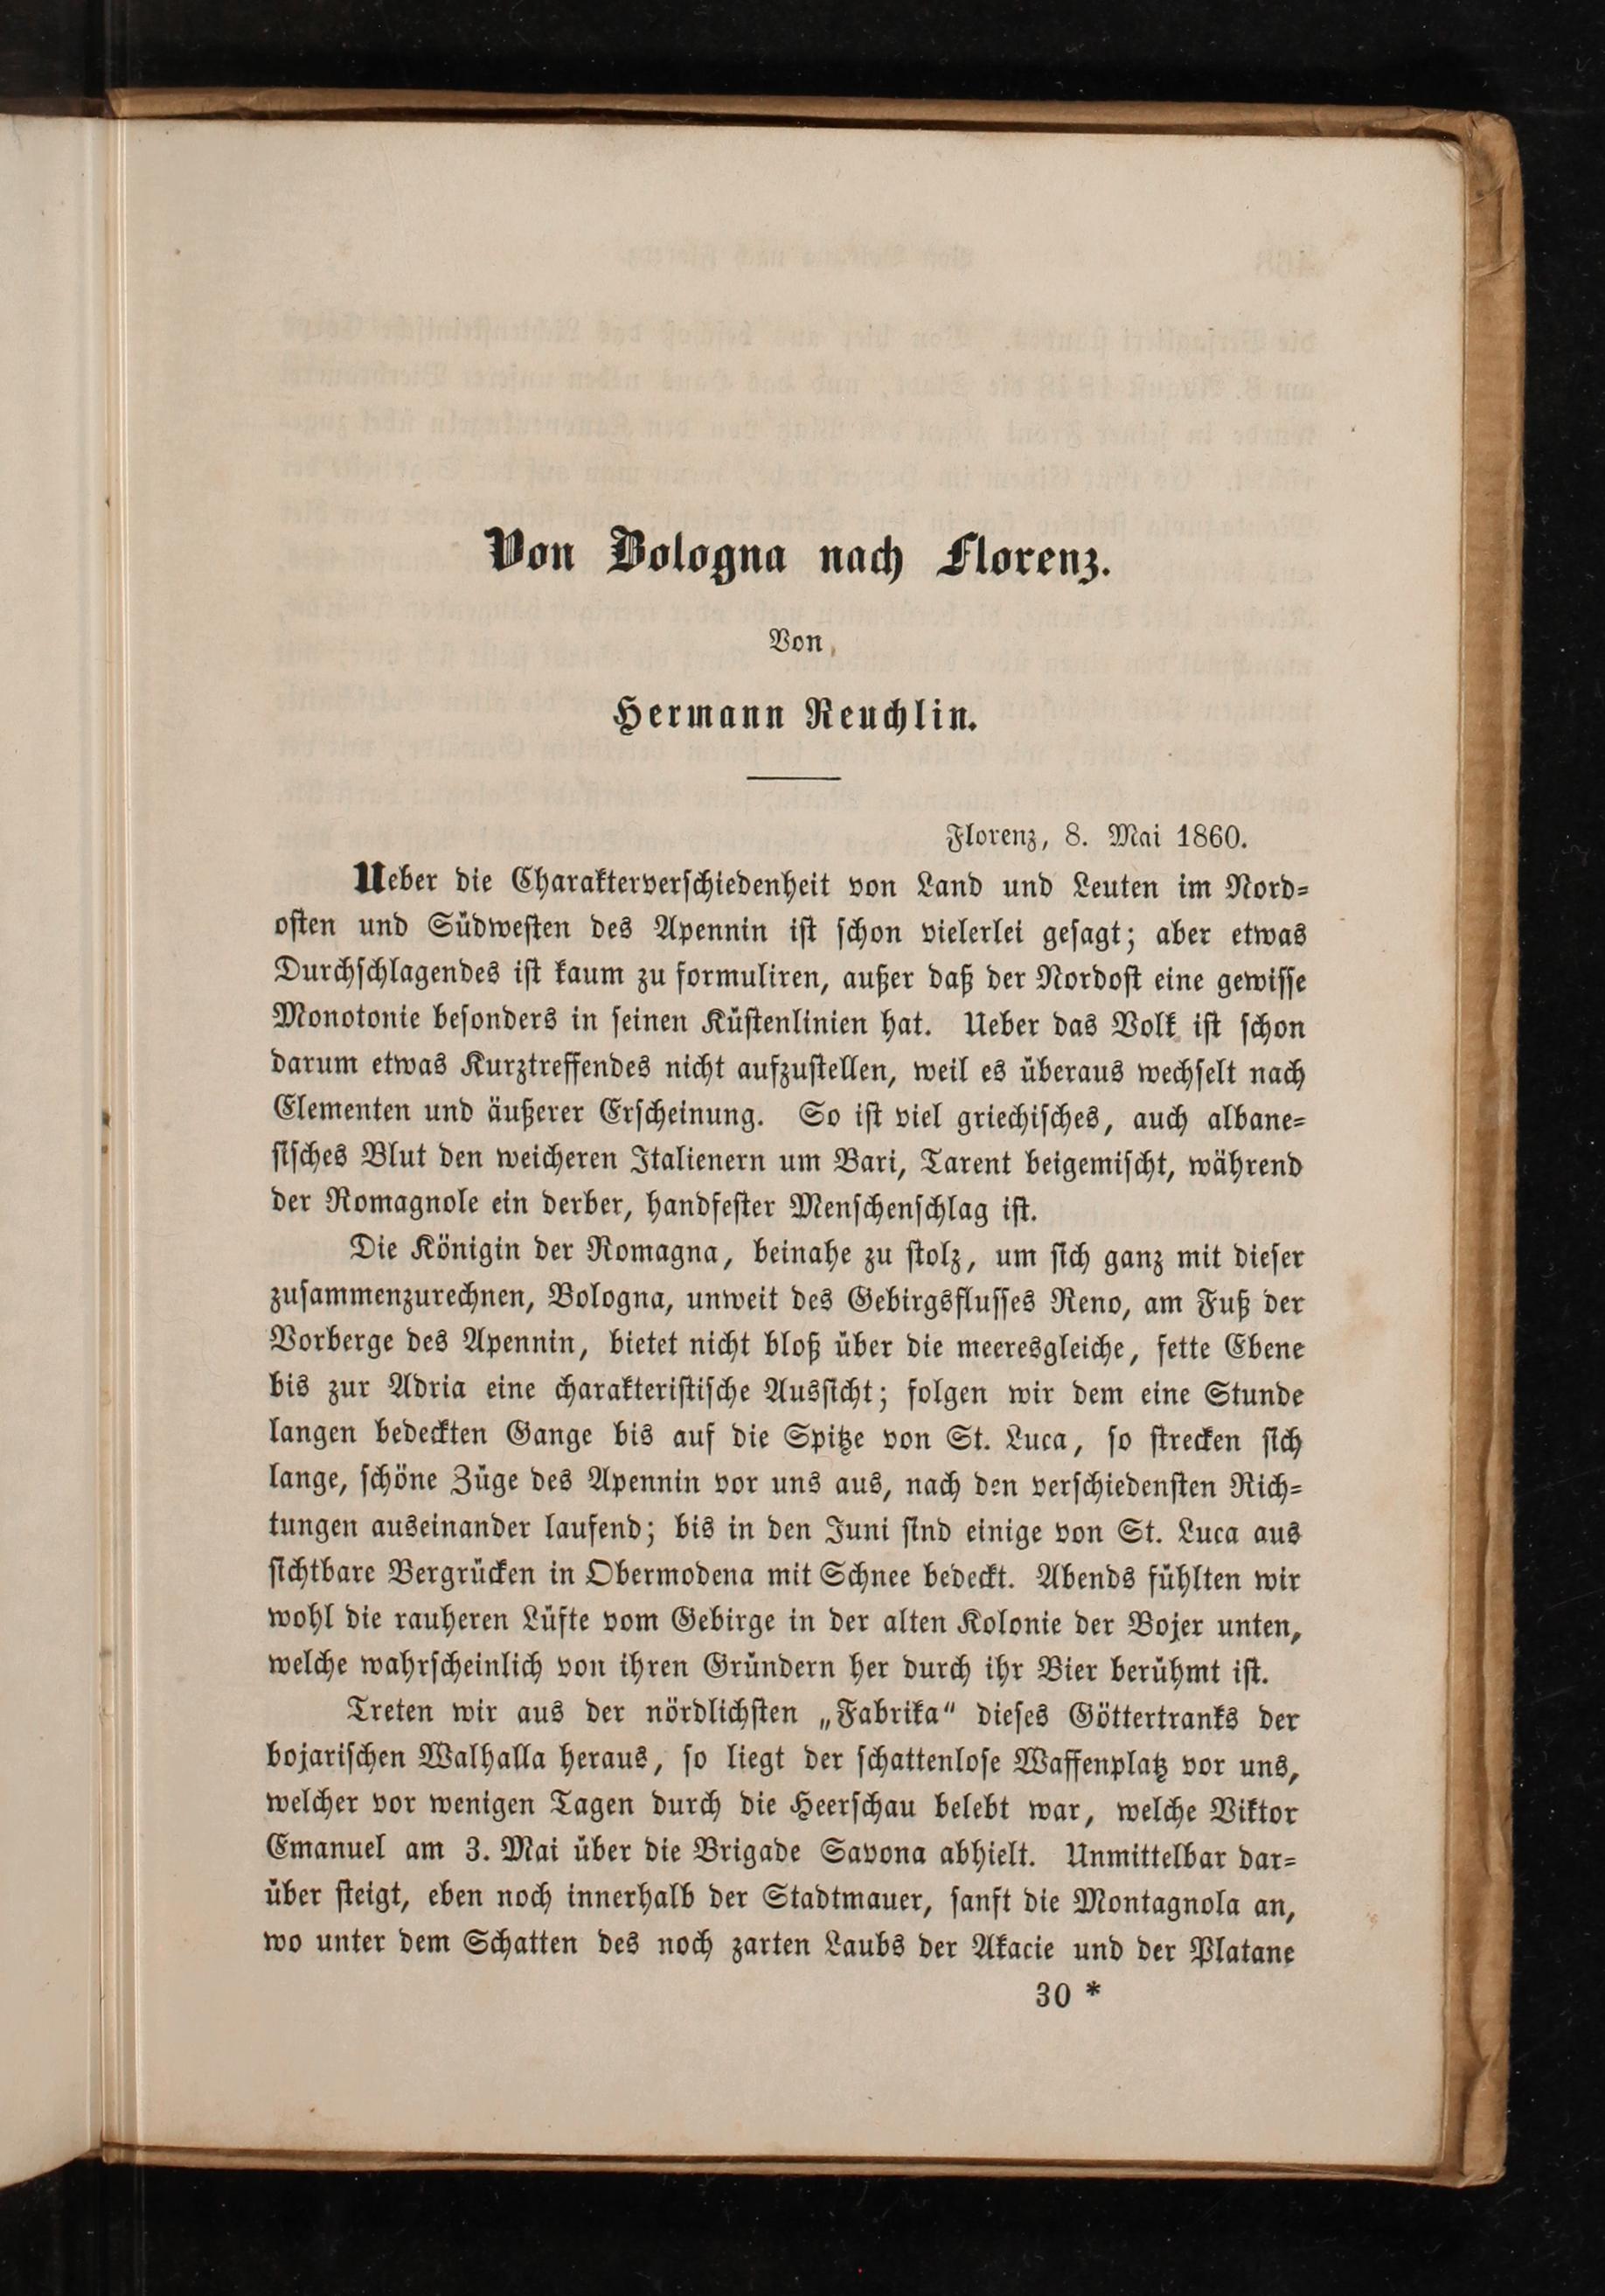 Von Bologna nach Florenz.
Von
Hermann Reuchlin.
Florenz, 8. Mai 1860.
Ueber die Charakterverschiedenheit von Land und Leuten im Nord-
osten und Südwesten des Apennin ist schon vielerlei gesagt; aber etwas
Durchschlagendes ist kaum zu formuliren, außer daß der Nordost eine gewisse
Monotonie besonders in seinen Küstenlinien hat. Ueber das Volk ist schon
darum etwas Kurztreffendes nicht aufzustellen, weil es überaus wechselt nach
Elementen und äußerer Erscheinung. So ist viel griechisches, auch albane-
sisches Blut den weicheren Italienern um Bari, Tarent beigemischt, während
der Romagnole ein derber, handfester Menschenschlag ist.
Die Königin der Romagna, beinahe zu stolz, um sich ganz mit dieser
zusammenzurechnen, Bologna, unweit des Gebirgsflusses Reno, am Fuß der
Vorberge des Apennin, bietet nicht bloß über die meeresgleiche, fette Ebene
bis zur Adria eine charakteristische Aussicht; folgen wir dem eine Stunde
langen bedeckten Gange bis auf die Spitze von St. Luca, so strecken sich
lange, schöne Züge des Apennin vor uns aus, nach den verschiedensten Rich-
tungen auseinander laufend; bis in den Juni sind einige von St. Luca aus
sichtbare Bergrücken in Obermodena mit Schnee bedeckt. Abends fühlten wir
wohl die rauheren Lüfte vom Gebirge in der alten Kolonie der Bojer unten,
welche wahrscheinlich von ihren Gründern her durch ihr Bier berühmt ist.
Treten wir aus der nördlichsten „Fabrika“ dieses Göttertranks der
bojarischen Walhalla heraus, so liegt der schattenlose Waffenplatz vor uns,
welcher vor wenigen Tagen durch die Heerschau belebt war, welche Viktor
Emanuel am 3. Mai über die Brigade Savona abhielt. Unmittelbar dar-
über steigt, eben noch innerhalb der Stadtmauer, sanft die Montagnola an,
wo unter dem Schatten des noch zarten Laubs der Akacie und der Platane
30 *